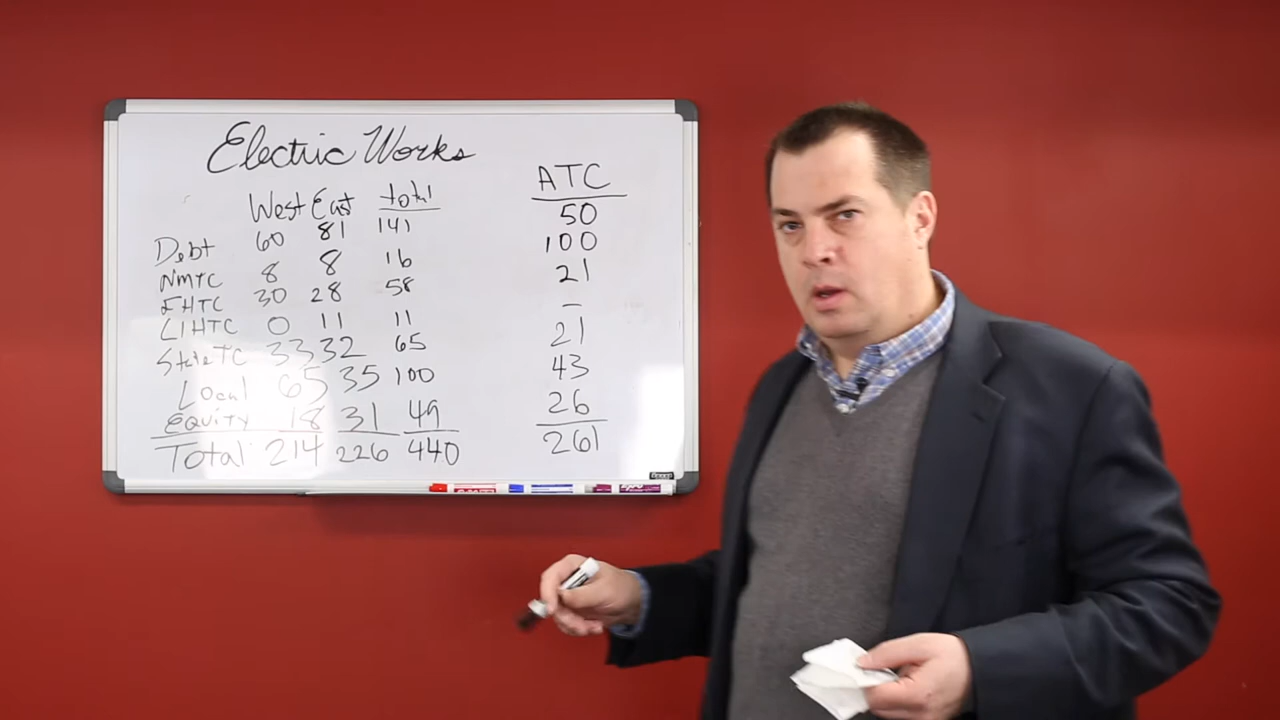 Electric Works
ATC
West East total
50
Debt 60 81 141
100
NMTC 8 8 16
21
FHTC 30 28 58
–
LIHTC 0 11 11
21
State TC 33 32 65
43
Local 65 35 100
26
EQUITY 18 31 49
261
Total 214 226 440